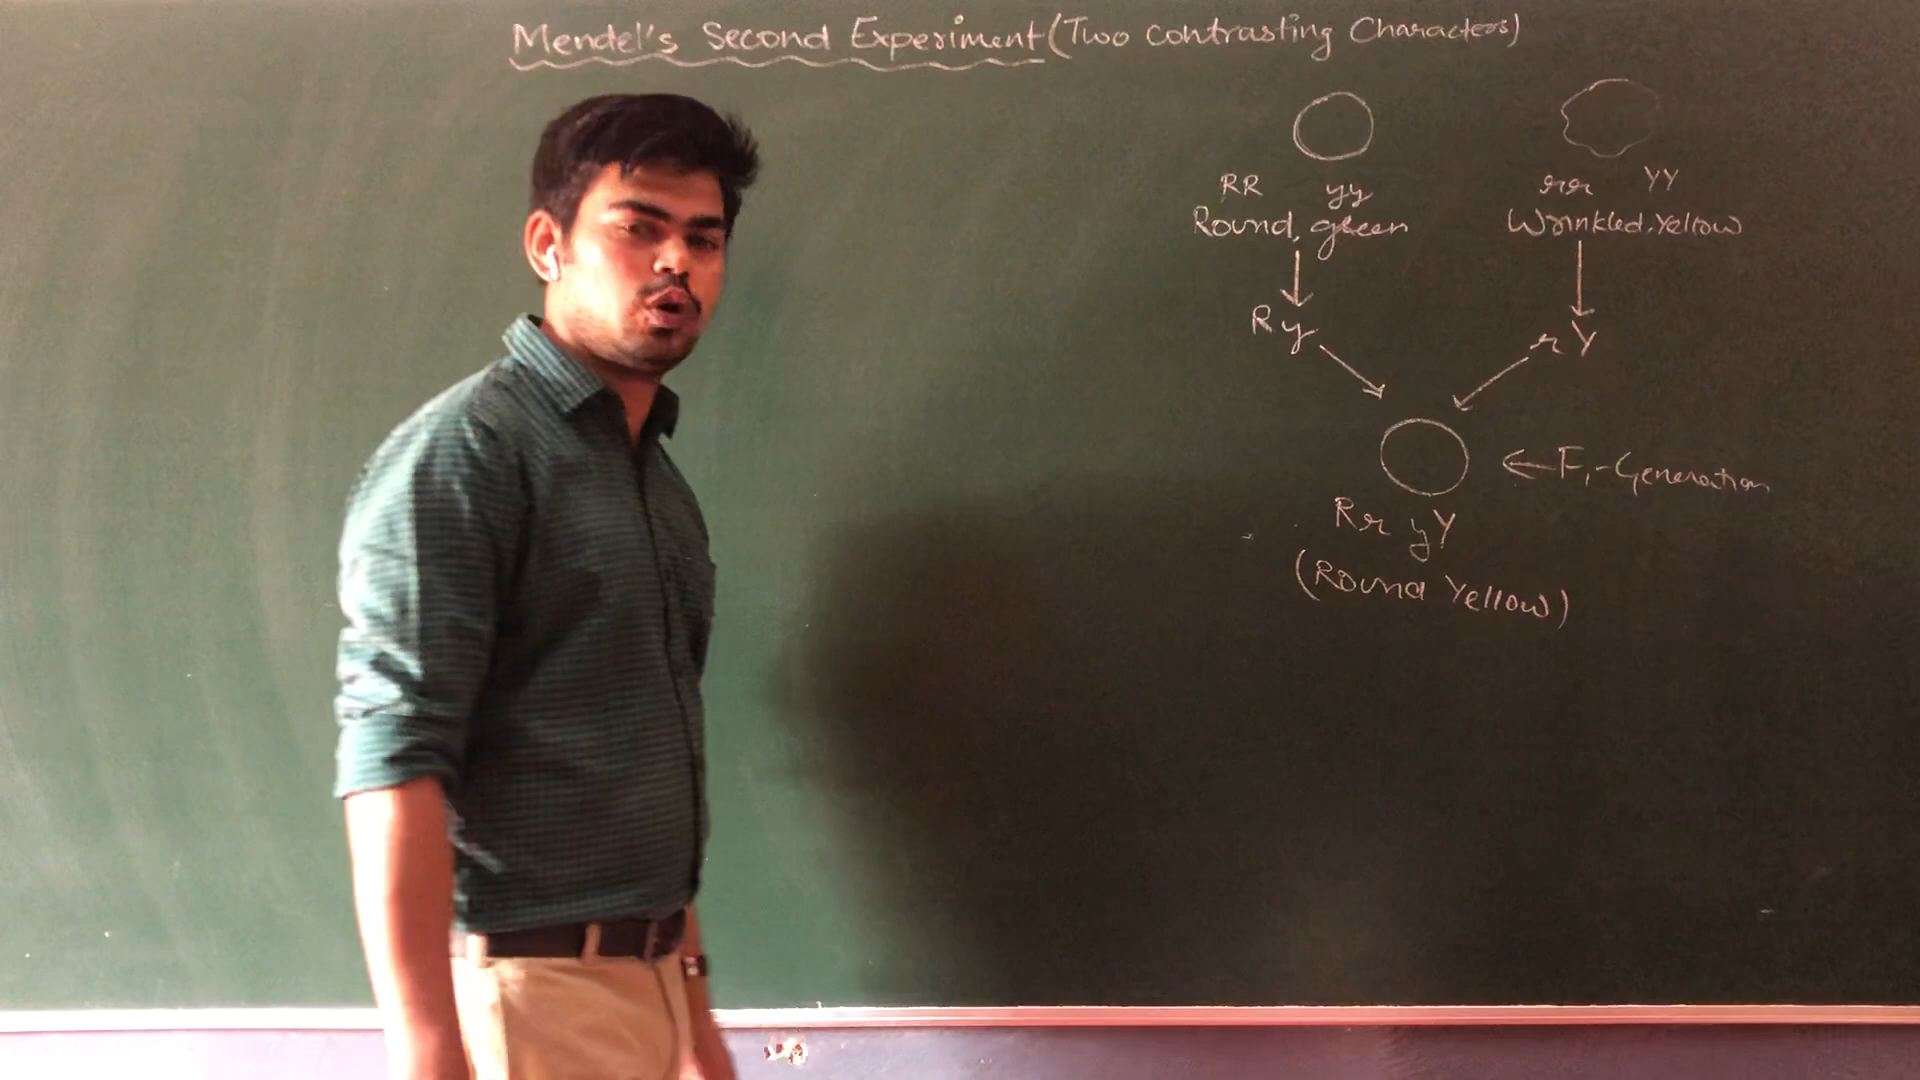 Mendel's Second Experiment (Two Contrasting Characters)
RR yy rr YY
Round, green Wrinkled. Yellow
Ry rY
← F1-Generation
Rr yY
(Round Yellow)